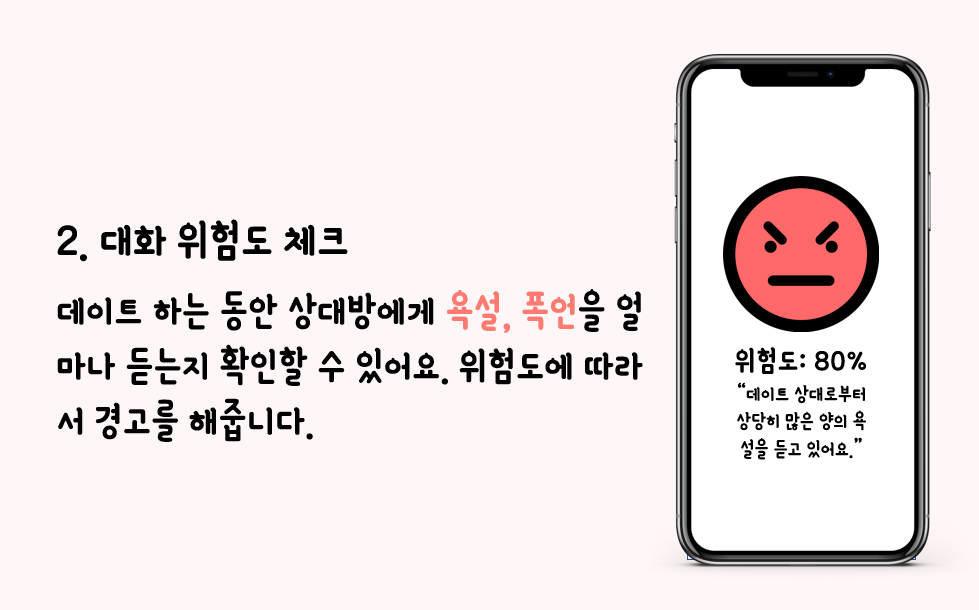 2. 대화 위험도 체크
데이트 하는 동안 상대방에게 욕설, 폭언을 얼
마나 듣는지 확인할 수 있어요. 위험도에 따라
서 경고를 해줍니다.
위험도: 80%
“데이트 상대로부터
상당히 많은 양의 욕
설을 듣고 있어요.”